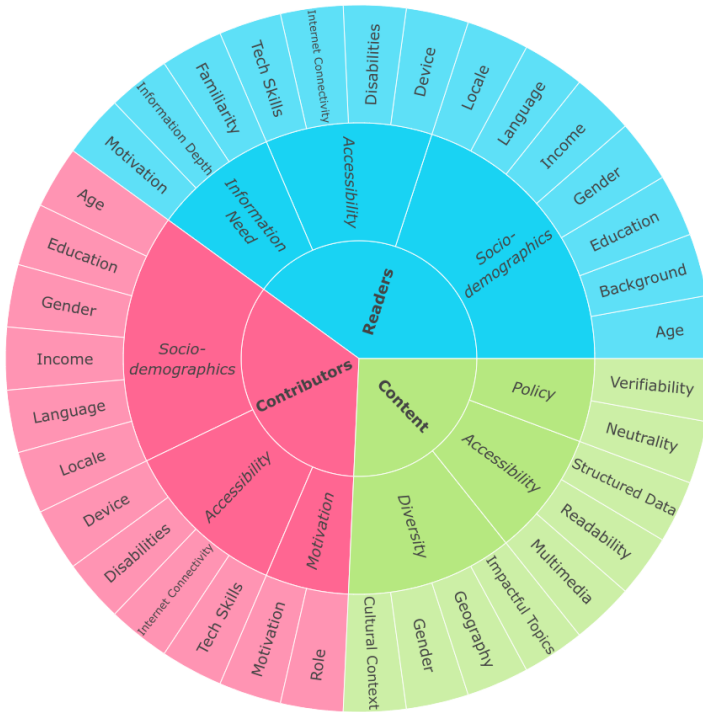 Readers
Socio-
demographics
Age
Background
Education
Gender
Income
Language
Locale
Accessibility
Device
Disabilities
Internet Connectivity
Tech Skills
Information
Need
Familiarity
Information Depth
Motivation
Contributors
Socio-
demographics
Age
Education
Gender
Income
Language
Locale
Accessibility
Device
Disabilities
Internet Connectivity
Tech Skills
Motivation
Motivation
Role
Content
Diversity
Cultural Context
Gender
Geography
Impactful Topics
Accessibility
Multimedia
Readability
Structured Data
Policy
Neutrality
Verifiability